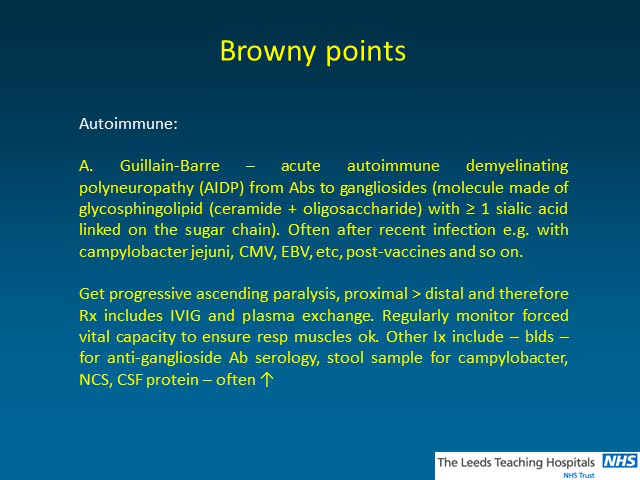 Browny points
Autoimmune:
A. Guillain-Barre – acute autoimmune demyelinating
polyneuropathy (AIDP) from Abs to gangliosides (molecule made of
glycosphingolipid (ceramide + oligosaccharide) with ≥ 1 sialic acid
linked on the sugar chain). Often after recent infection e.g. with
campylobacter jejuni, CMV, EBV, etc, post-vaccines and so on.
Get progressive ascending paralysis, proximal > distal and therefore
Rx includes IVIG and plasma exchange. Regularly monitor forced
vital capacity to ensure resp muscles ok. Other Ix include – blds –
for anti-ganglioside Ab serology, stool sample for campylobacter,
NCS, CSF protein – often ↑
The Leeds Teaching Hospitals NHS
NHS Trust